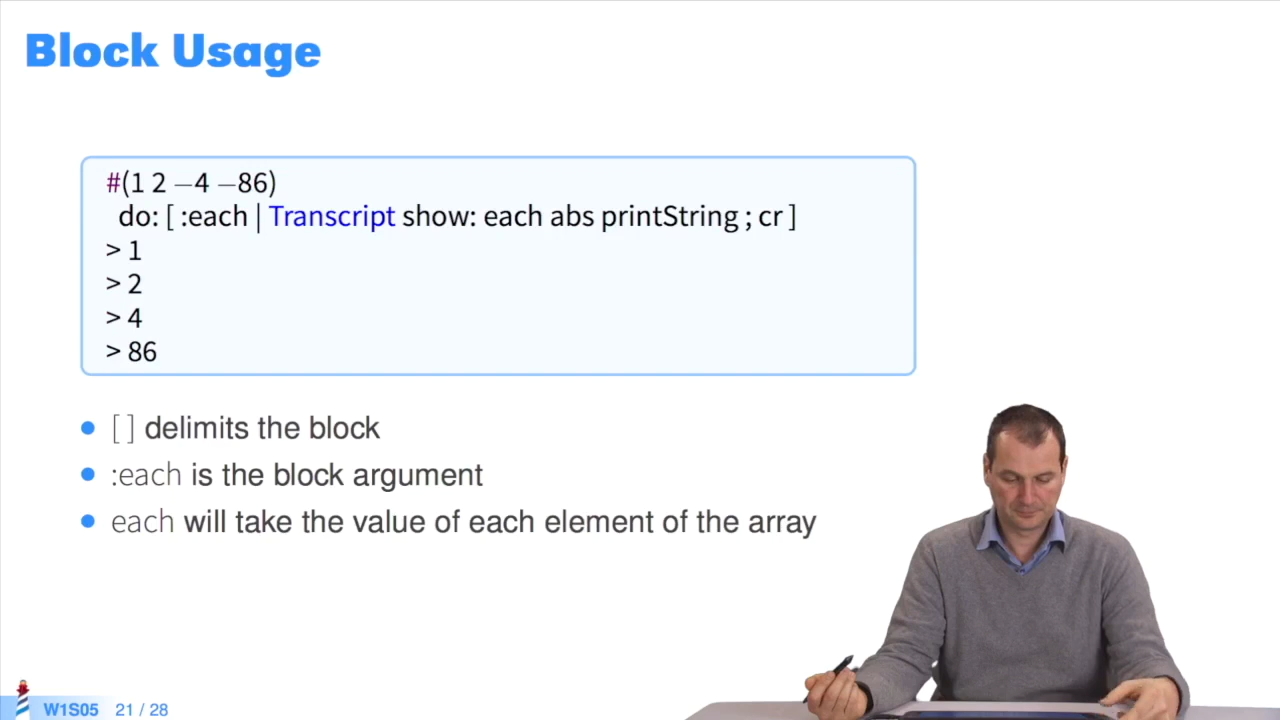 Block Usage
#(1 2 −4 −86)
do: [ :each | Transcript show: each abs printString ; cr ]
> 1
> 2
> 4
> 86
[ ] delimits the block
:each is the block argument
each will take the value of each element of the array
W1S05 21 / 28